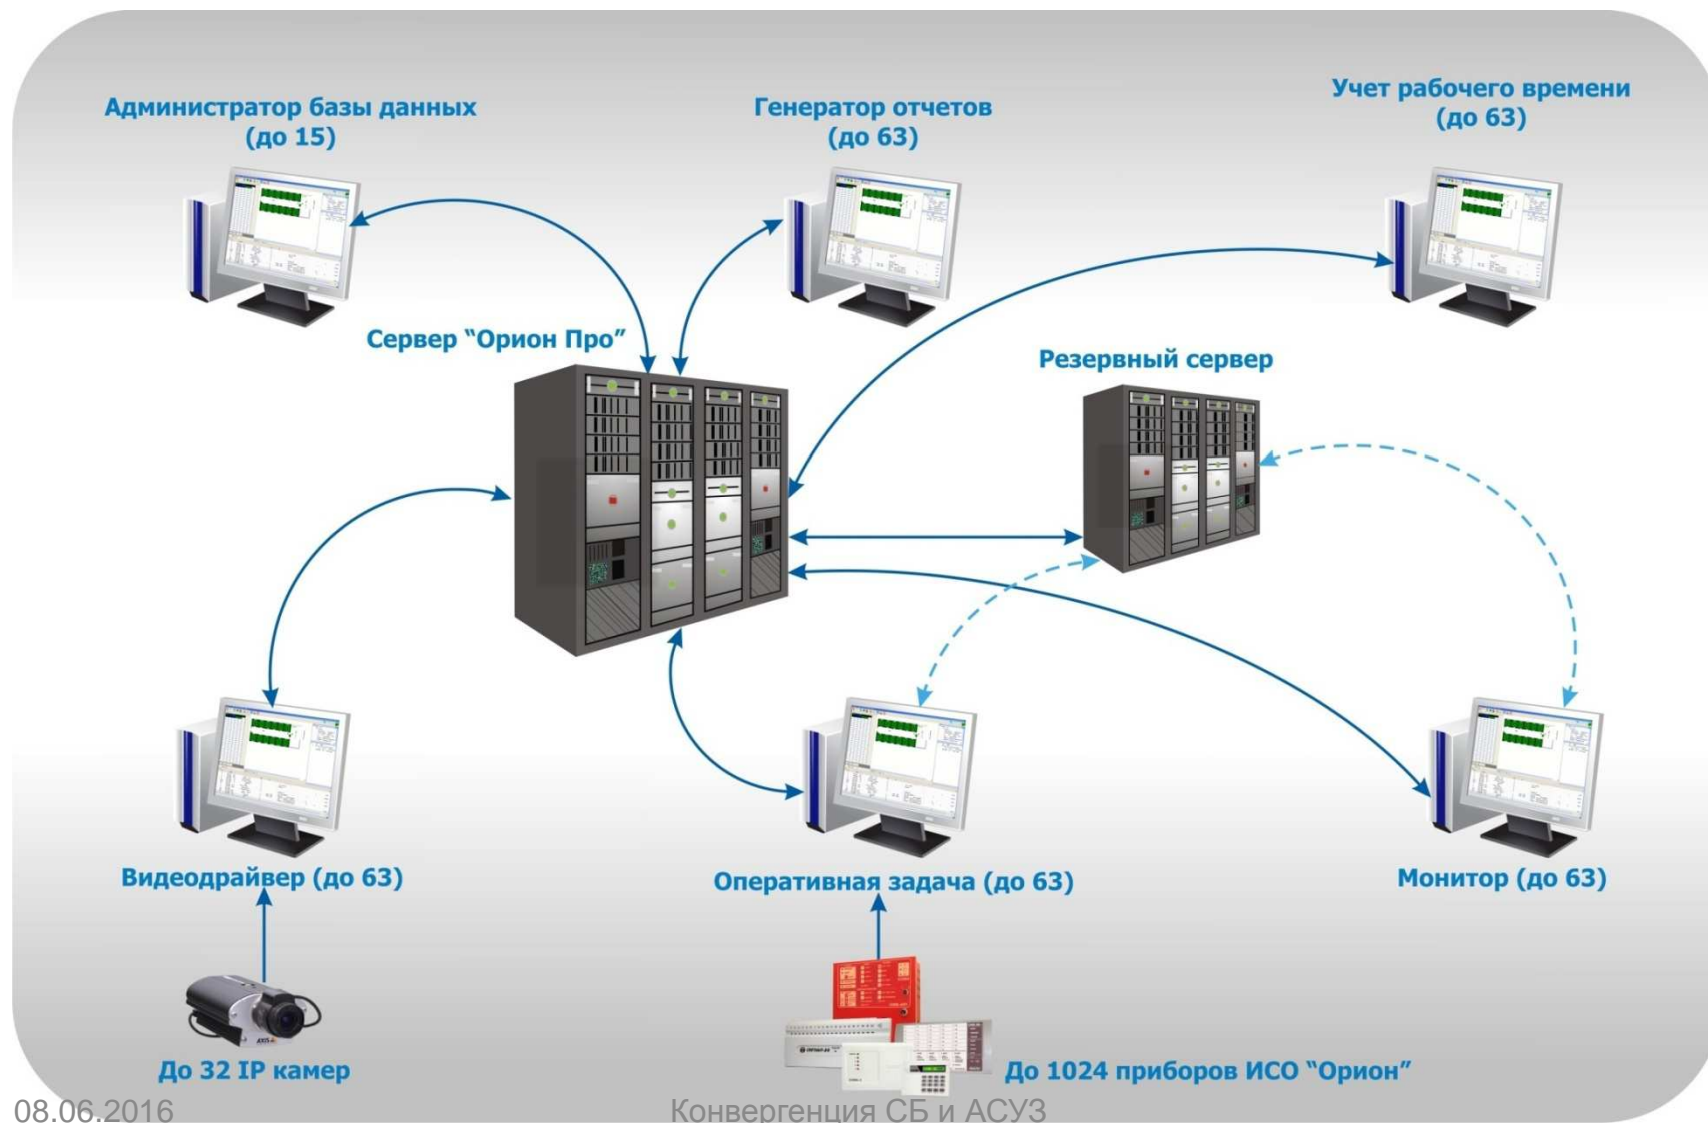 Администратор базы данных
(до 15)
Генератор отчетов
(до 63)
Учет рабочего времени
(до 63)
Сервер “Орион Про”
Резервный сервер
Видеодрайвер (до 63)
Оперативная задача (до 63)
Монитор (до 63)
AXIS
До 32 IP камер
До 1024 приборов ИСО “Орион”
08.06.2016
Конвергенция СБ и АСУЗ